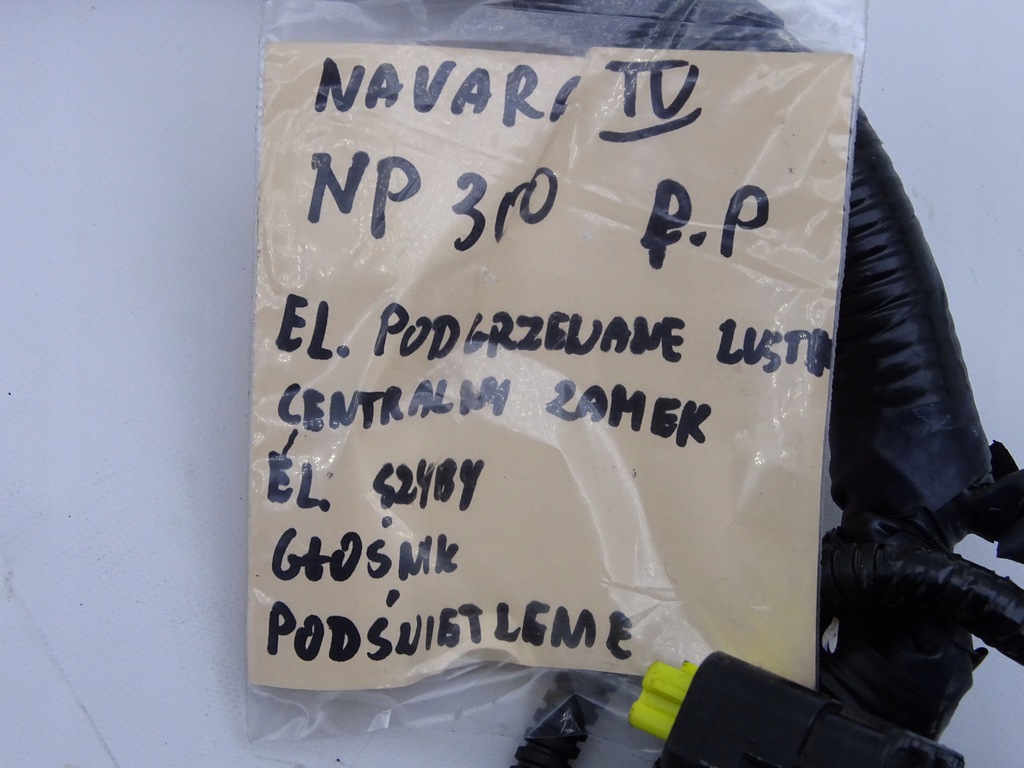 NAVARA IV
NP 300 P.P
EL. PODGRZEWANE LUSTR
CENTRALNY ZAMEK
EL. SZYBY
GŁOŚNIK
PODŚWIETLENIE